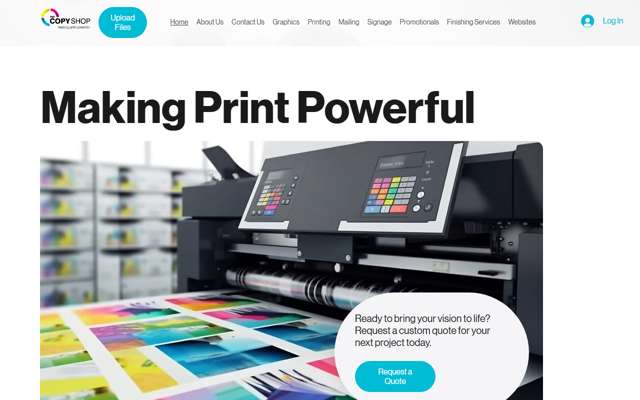 COPY SHOP
Upload
Files
Home
About Us
Contact Us
Graphics
Printing
Mailing
Signage
Promotionals
Finishing Services
Websites
Log In
Making Print Powerful
Ready to bring your vision to life?
Request a custom quote for your
next project today.
Request a
Quote